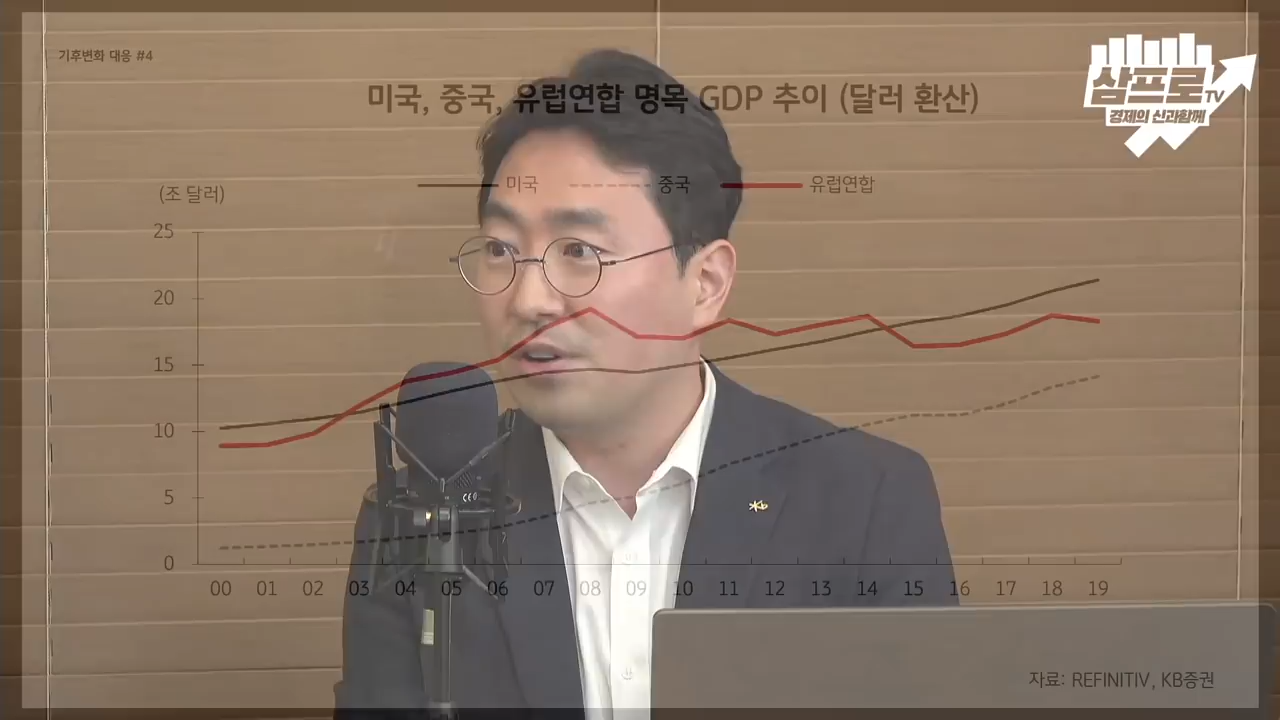 기후변화 대응 #4
삼프로TV
경제의 신과함께
미국, 중국, 유럽연합 명목 GDP 추이 (달러 환산)
미국 중국 유럽연합
(조 달러)
25
20
15
10
5
0
00 01 02 03 04 05 06 07 08 09 10 11 12 13 14 15 16 17 18 19
자료: REFINITIV, KB증권